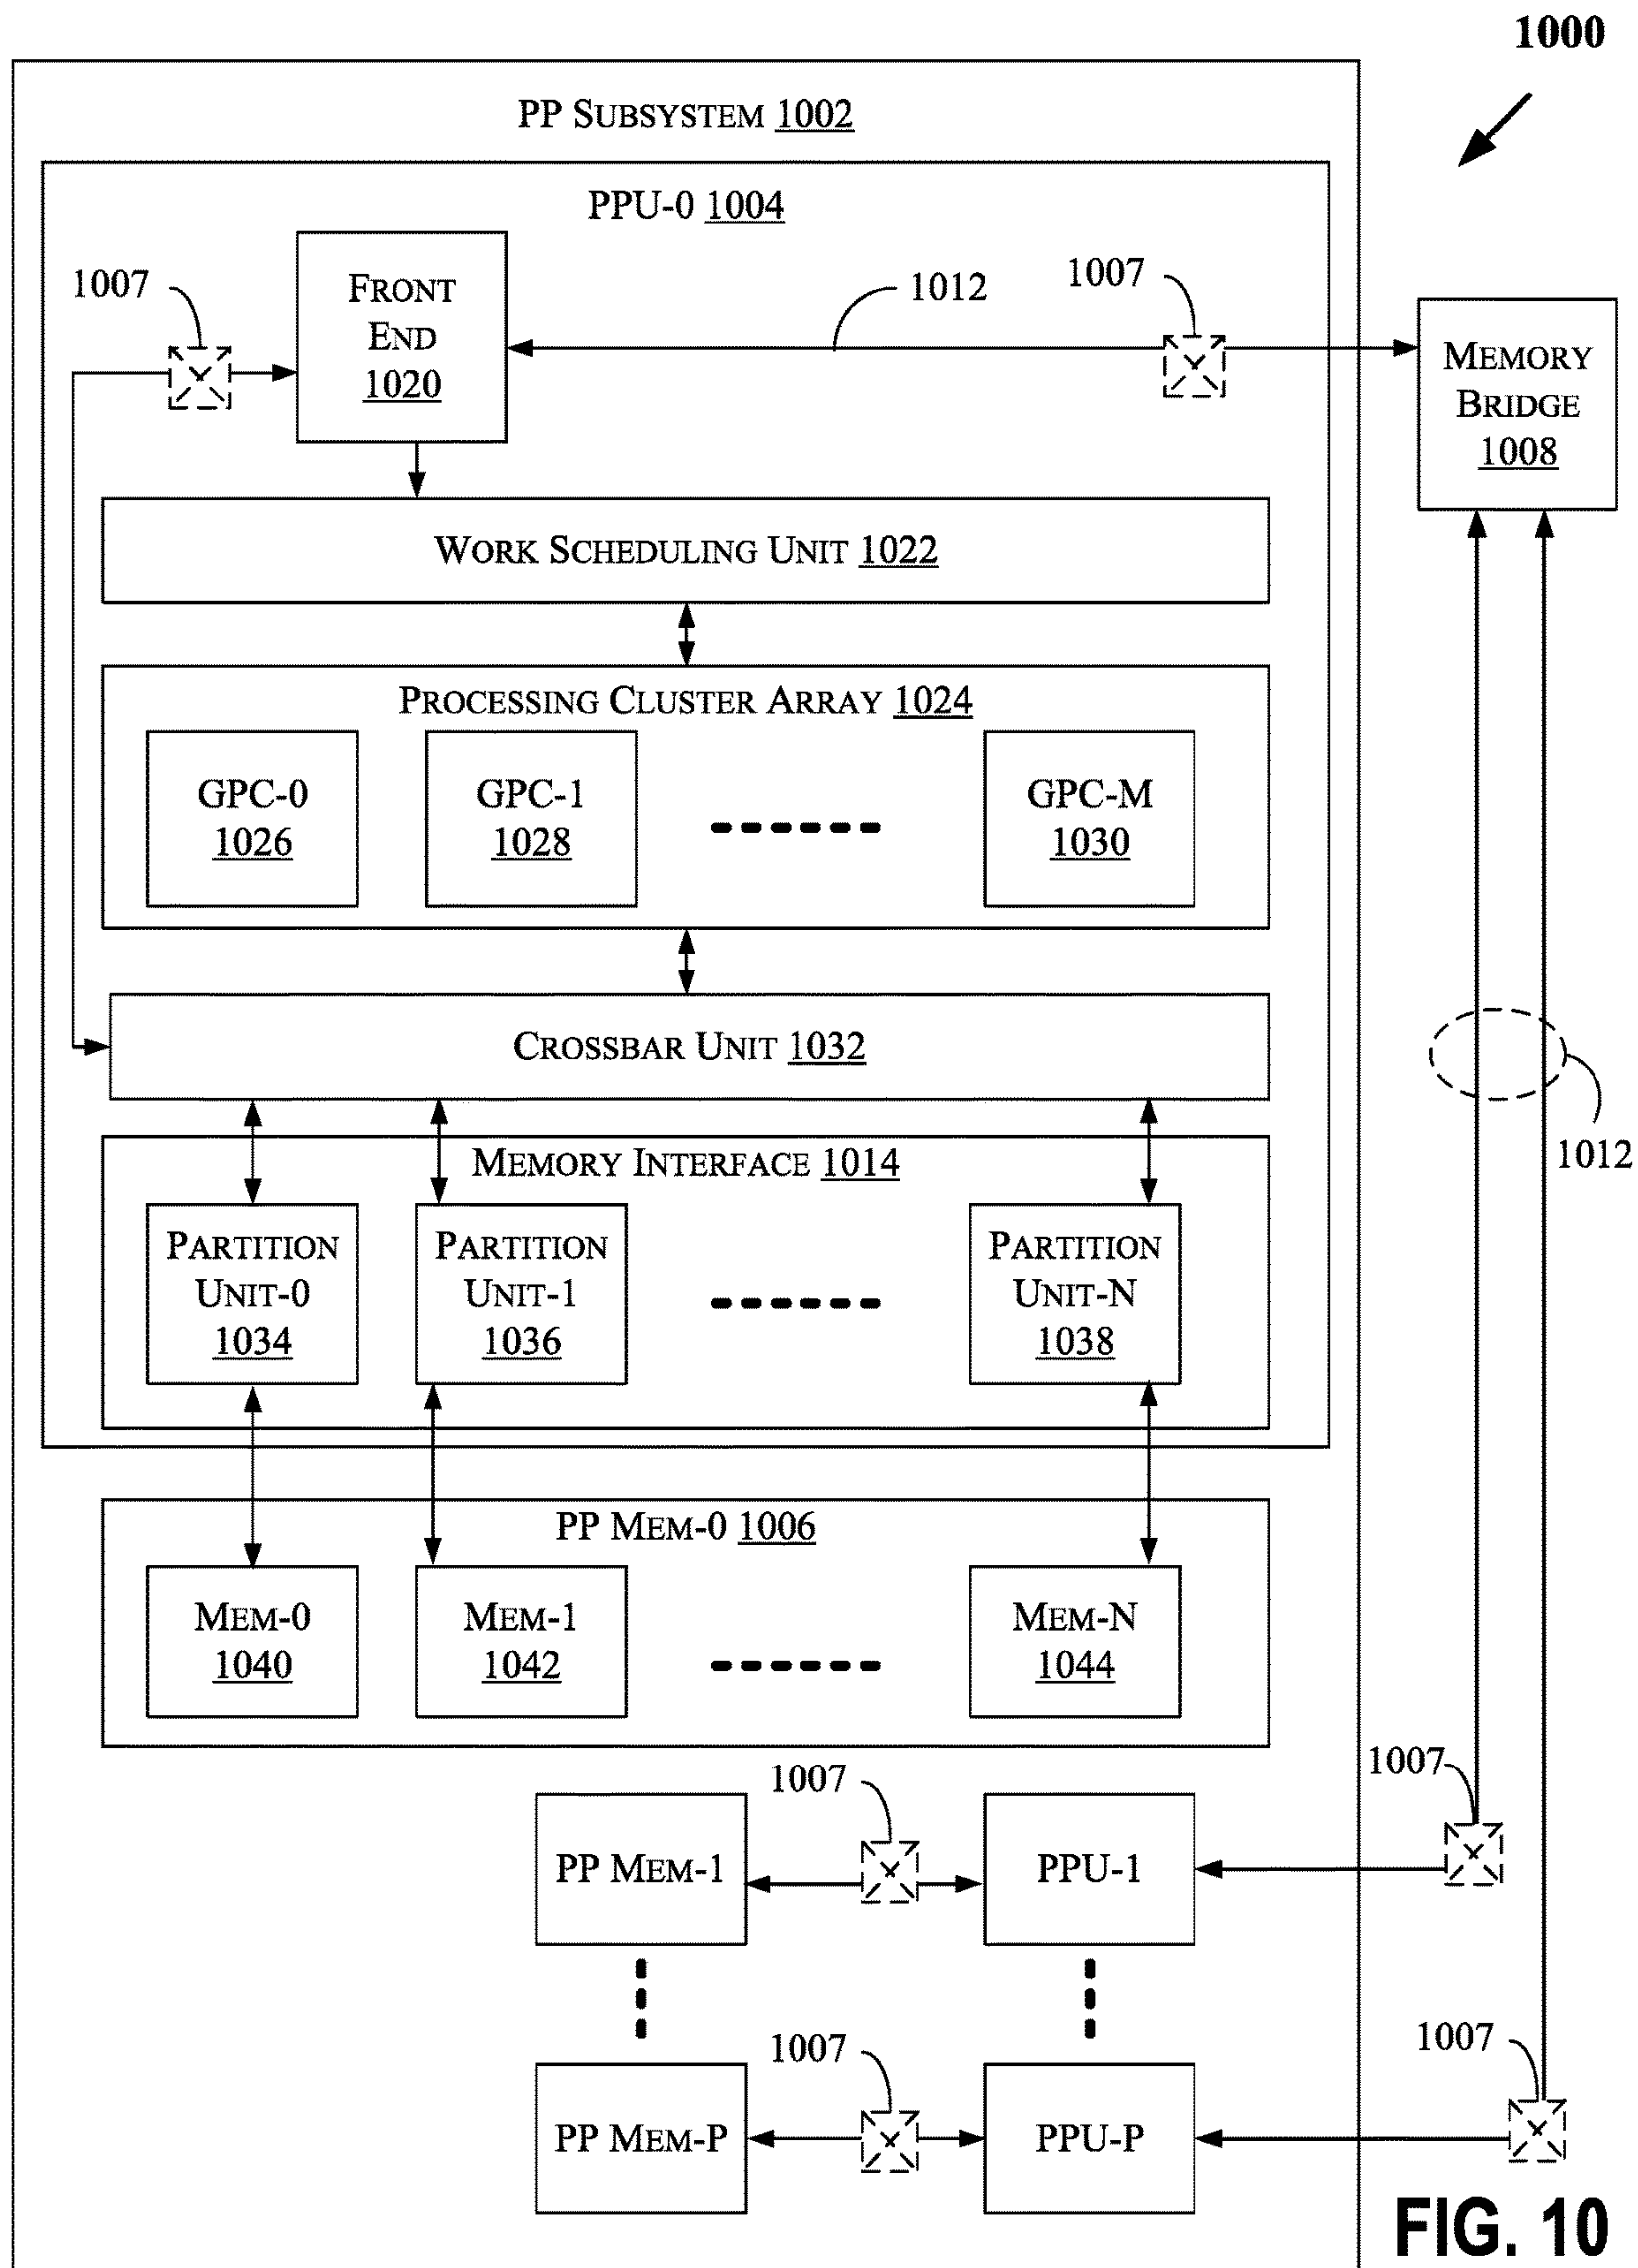 1000
PP SUBSYSTEM 1002
PPU-0 1004
1007
FRONT
END
1020
1012
1007
MEMORY
BRIDGE
1008
WORK SCHEDULING UNIT 1022
PROCESSING CLUSTER ARRAY 1024
GPC-0
1026
GPC-1
1028
GPC-M
1030
CROSSBAR UNIT 1032
1012
MEMORY INTERFACE 1014
PARTITION
UNIT-0
1034
PARTITION
UNIT-1
1036
PARTITION
UNIT-N
1038
PP MEM-0 1006
MEM-0
1040
MEM-1
1042
MEM-N
1044
1007
1007
PP MEM-1
PPU-1
1007
1007
PP MEM-P
PPU-P
FIG. 10